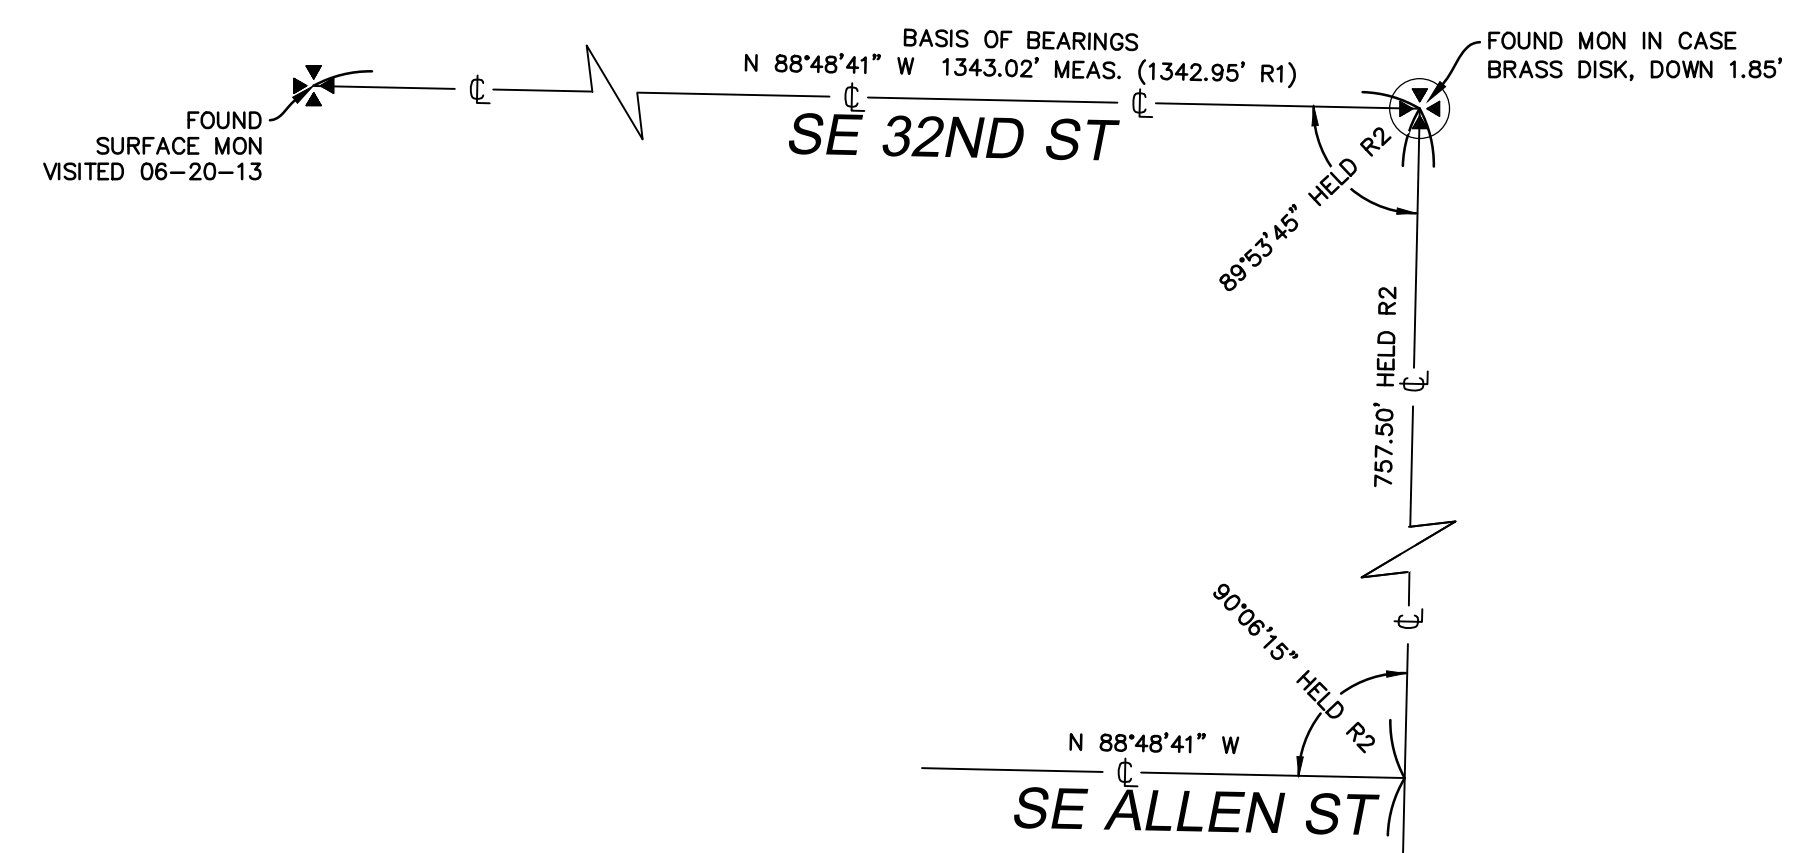 BASIS OF BEARINGS
N 88°48'41" W 1343.02' MEAS. (1342.95' R1)
FOUND MON IN CASE
BRASS DISK, DOWN 1.85'
FOUND
SURFACE MON
VISITED 06-20-13
SE 32ND ST
89°53'45" HELD R2
757.50' HELD R2
90°06'15" HELD R2
N 88°48'41" W
SE ALLEN ST